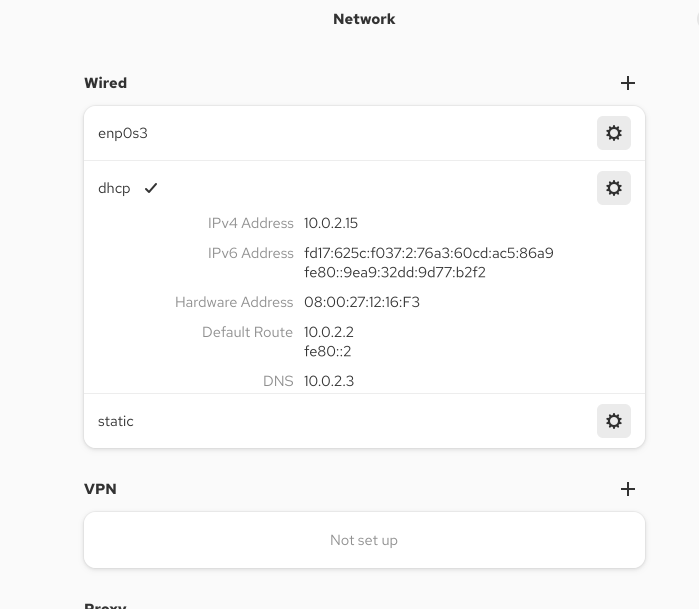 Network
Wired
enp0s3
dhcp
IPv4 Address 10.0.2.15
IPv6 Address fd17:625c:f037:2:76a3:60cd:ac5:86a9
fe80::9ea9:32dd:9d77:b2f2
Hardware Address 08:00:27:12:16:F3
Default Route 10.0.2.2
fe80::2
DNS 10.0.2.3
static
VPN
Not set up
Proxy